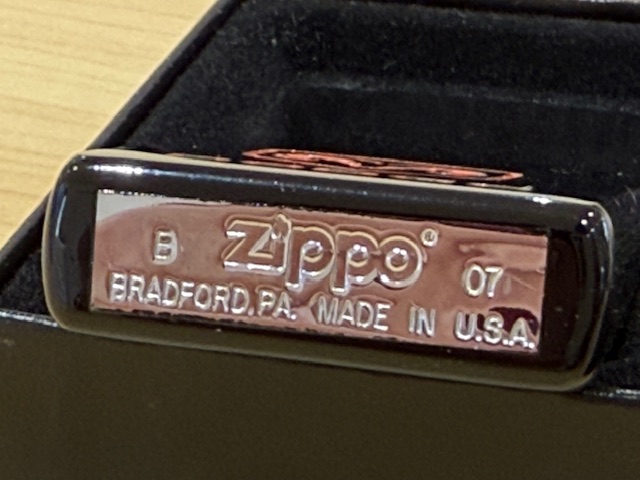 B Zippo® 07
BRADFORD,PA. MADE IN U.S.A.